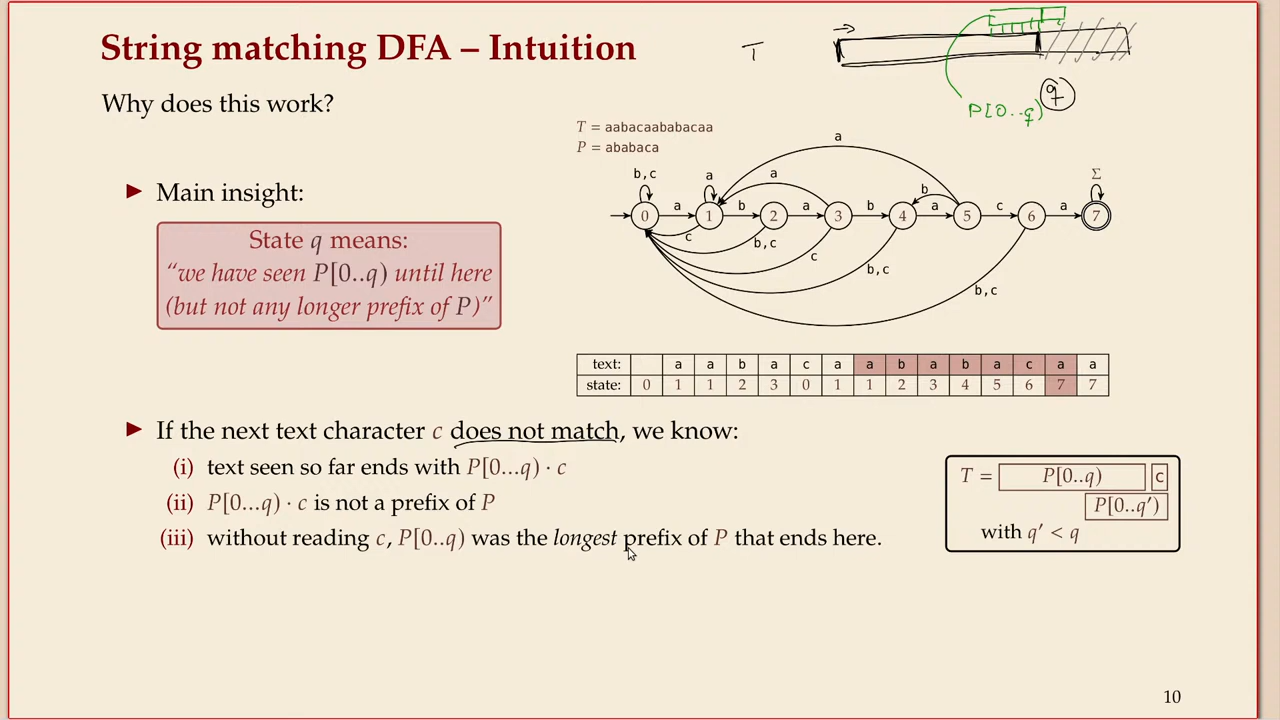 String matching DFA – Intuition
T
P[0..q)
q
Why does this work?
T = aabacaababacaa
P = ababaca
▶ Main insight:
State q means:
“we have seen P[0..q) until here
(but not any longer prefix of P)”
a
b,c a a b Σ
0 a 1 b 2 a 3 b 4 a 5 c 6 a 7
c b,c c b,c b,c
text: a a b a c a a b a b a c a a
state: 0 1 1 2 3 0 1 1 2 3 4 5 6 7 7
▶ If the next text character c does not match, we know:
(i) text seen so far ends with P[0...q) · c
(ii) P[0...q) · c is not a prefix of P
(iii) without reading c, P[0..q) was the longest prefix of P that ends here.
T = P[0..q) c
P[0..q′)
with q′ < q
10